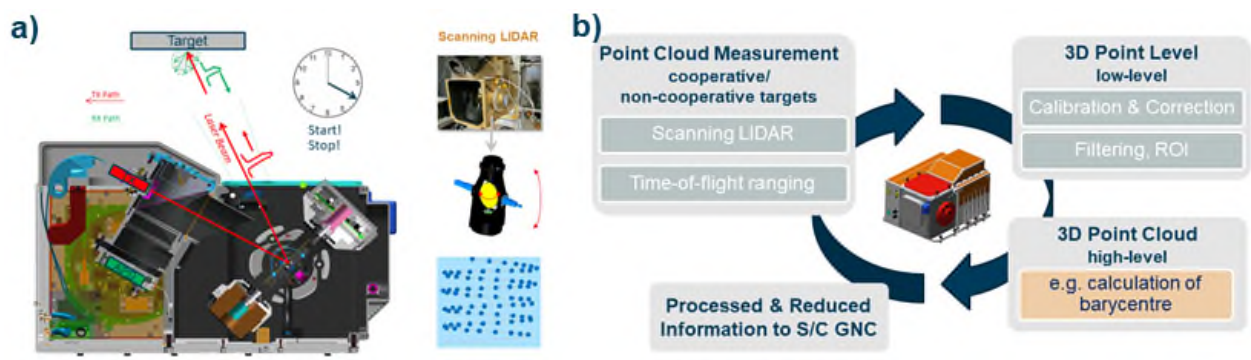 a)
Target
TX Path
RX Path
Laser Beam
12
Start!
Stop!
Scanning LIDAR
b)
Point Cloud Measurement
cooperative/
non-cooperative targets
Scanning LIDAR
Time-of-flight ranging
3D Point Level
low-level
Calibration & Correction
Filtering, ROI
3D Point Cloud
high-level
e.g. calculation of
barycentre
Processed & Reduced
Information to S/C GNC